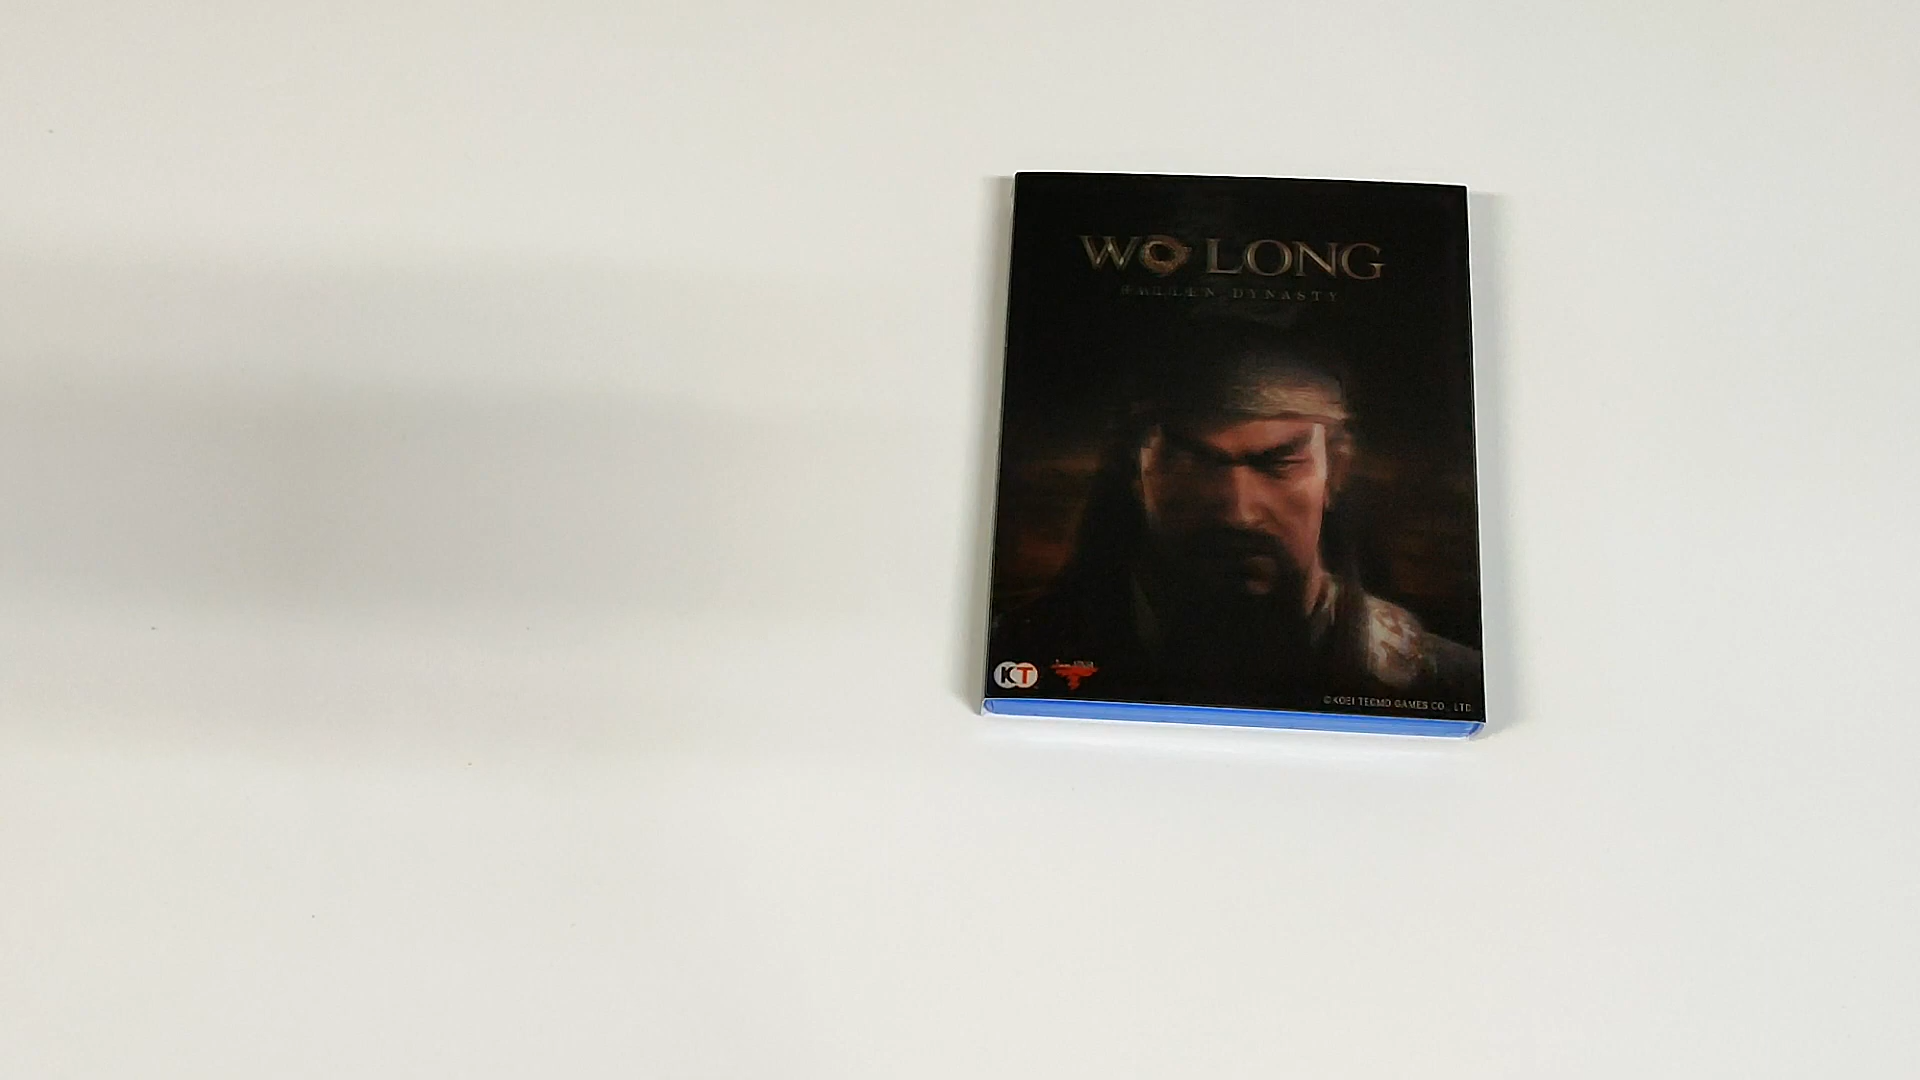 WO LONG
FALLEN DYNASTY
KT
© KOEI TECMO GAMES CO., LTD.